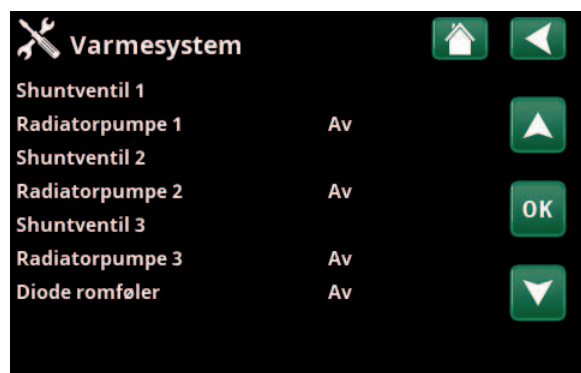 Varmesystem
Shuntventil 1
Radiatorpumpe 1 Av
Shuntventil 2
Radiatorpumpe 2 Av
OK
Shuntventil 3
Radiatorpumpe 3 Av
Diode romføler Av